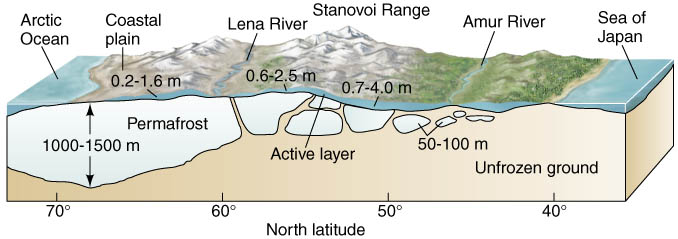 Arctic
Ocean
Coastal
plain
Lena River
Stanovoi Range
Amur River
Sea of
Japan
0.2-1.6 m
0.6-2.5 m
0.7-4.0 m
Permafrost
1000-1500 m
Active layer
50-100 m
Unfrozen ground
70°
60°
50°
40°
North latitude